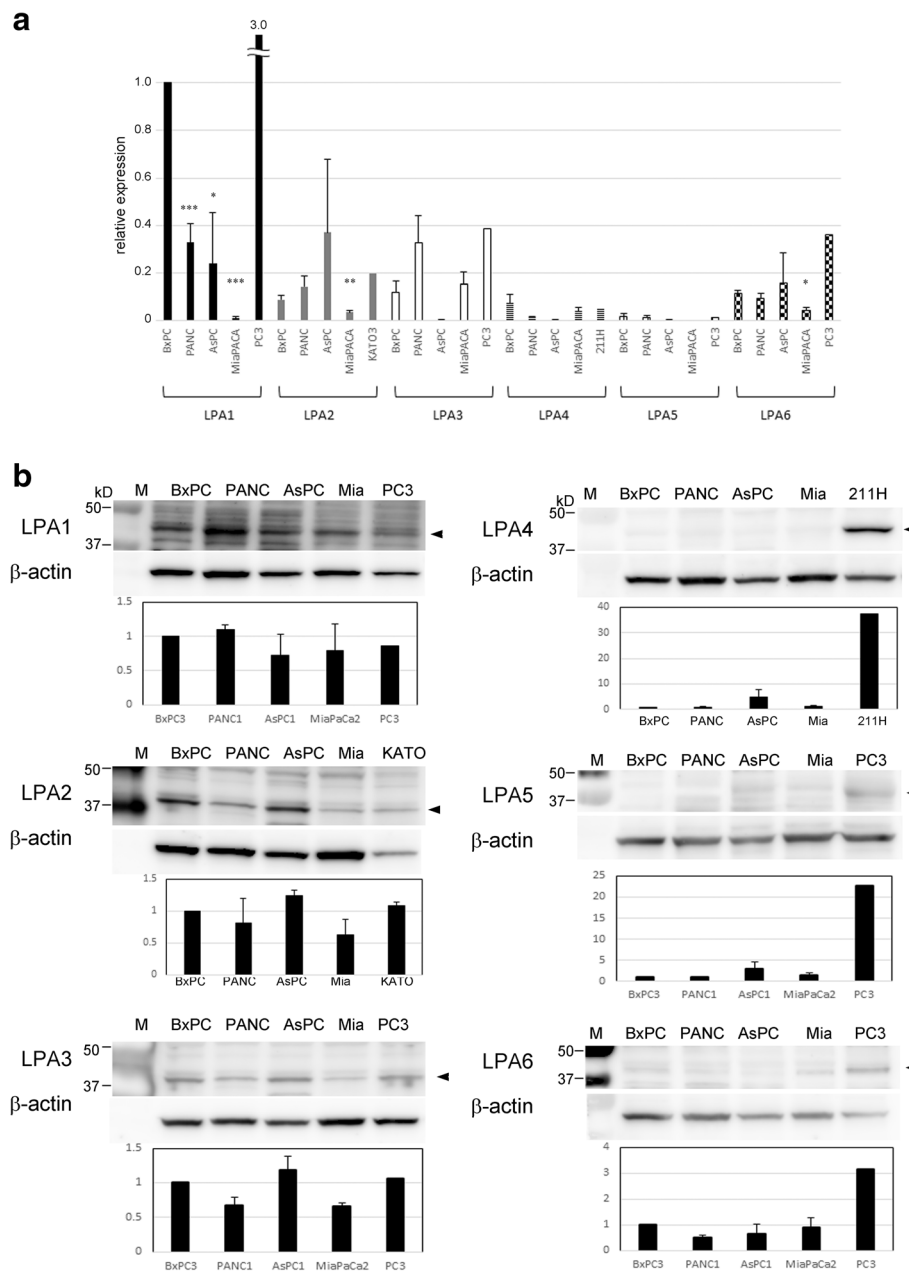 a
3.0
1.0
0.8
0.6
0.4
0.2
0
relative expression
*** * *** ** *
BxPC PANC AsPC MiaPACA PC3 BxPC PANC AsPC MiaPACA KATO3 BxPC PANC AsPC MiaPACA PC3 BxPC PANC AsPC MiaPACA 211H BxPC PANC AsPC MiaPACA PC3 BxPC PANC AsPC MiaPACA PC3
LPA1 LPA2 LPA3 LPA4 LPA5 LPA6
b
kD M BxPC PANC AsPC Mia PC3
50
LPA1
37
β-actin
1.5
1
0.5
0
BxPC3 PANC1 AsPC1 MiaPaCa2 PC3
M BxPC PANC AsPC Mia KATO
50
LPA2
37
β-actin
1.5
1
0.5
0
BxPC PANC AsPC Mia KATO
M BxPC PANC AsPC Mia PC3
50
LPA3
37
β-actin
1.5
1
0.5
0
BxPC3 PANC1 AsPC1 MiaPaCa2 PC3
kD M BxPC PANC AsPC Mia 211H
50
LPA4
37
β-actin
40
30
20
10
0
BxPC PANC AsPC Mia 211H
M BxPC PANC AsPC Mia PC3
50
LPA5
37
β-actin
25
20
15
10
5
0
BxPC3 PANC1 AsPC1 MiaPaCa2 PC3
M BxPC PANC AsPC Mia PC3
50
LPA6
37
β-actin
4
3
2
1
0
BxPC3 PANC1 AsPC1 MiaPaCa2 PC3